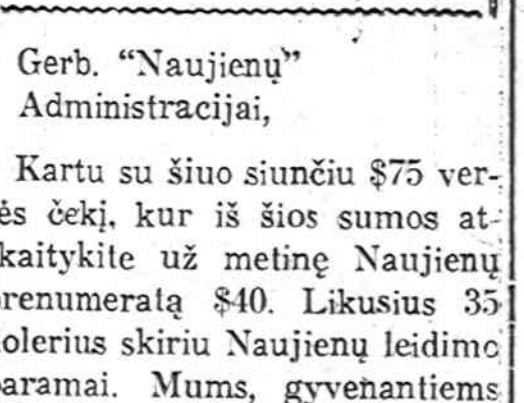 Gerb. “Naujienų”
Administracijai,
Kartu su šiuo siunčiu $75 ver-
ės čekį, kur iš šios sumos at-
kaitykite už metinę Naujienų
renumeratą $40. Likusius 35
olerius skiriu Naujienų leidimo
aramai. Mums, gyvenantiems